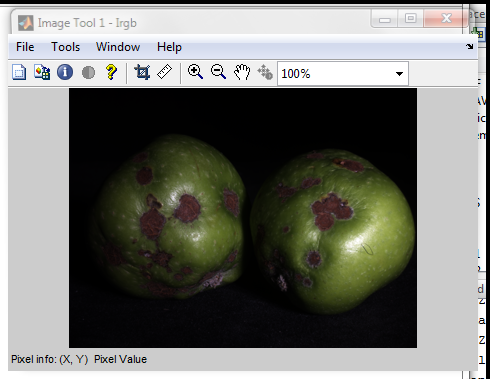 Image Tool 1 - Irgb
File Tools Window Help
100%
Pixel info: (X, Y) Pixel Value